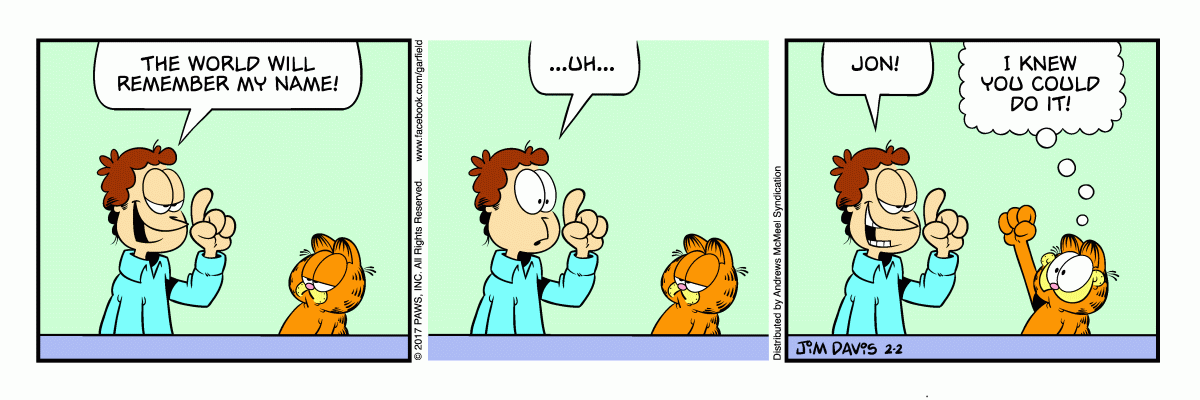 THE WORLD WILL
REMEMBER MY NAME!
© 2017 PAWS, INC. All Rights Reserved. www.facebook.com/garfield
...UH...
Distributed by Andrews McMeel Syndication
JON!
I KNEW
YOU COULD
DO IT!
JIM DAVIS 2-2